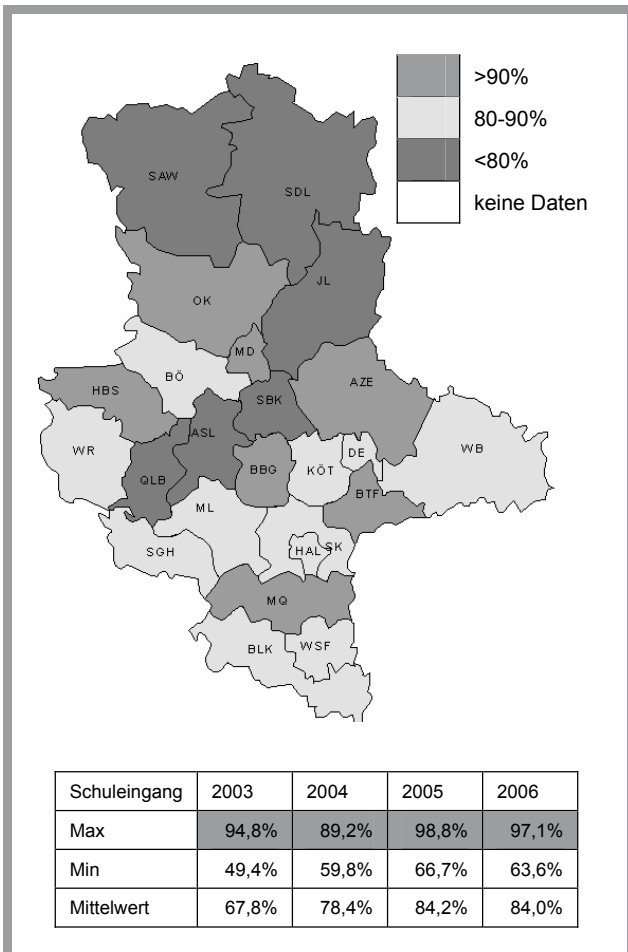 >90%
80-90%
<80%
keine Daten
SAW
SDL
JL
OK
MD
BÖ
HBS
AZE
SBK
ASL
WR
WB
DE
QLB
BBG
KÖT
BTF
ML
SGH
HAL SK
MQ
BLK WSF
Schuleingang 2003 2004 2005 2006
Max 94,8% 89,2% 98,8% 97,1%
Min 49,4% 59,8% 66,7% 63,6%
Mittelwert 67,8% 78,4% 84,2% 84,0%